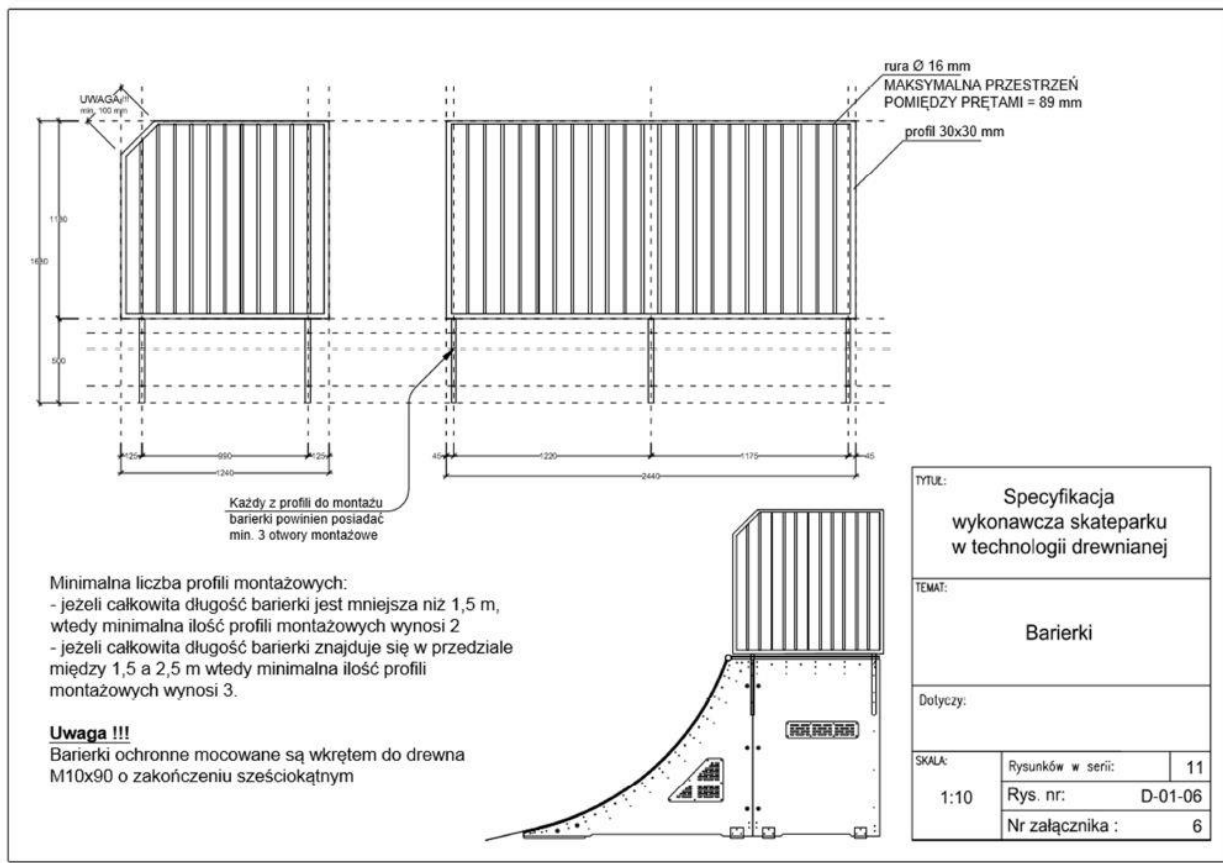 rura Ø 16 mm
MAKSYMALNA PRZESTRZEŃ
POMIĘDZY PRĘTAMI = 89 mm
profil 30x30 mm
UWAGA!!!
min. 100 mm
1180
1680
500
125
990
125
1240
45
1220
1175
45
2440
Każdy z profili do montażu
barierki powinien posiadać
min. 3 otwory montażowe
Minimalna liczba profili montażowych:
- jeżeli całkowita długość barierki jest mniejsza niż 1,5 m,
wtedy minimalna ilość profili montażowych wynosi 2
- jeżeli całkowita długość barierki znajduje się w przedziale
między 1,5 a 2,5 m wtedy minimalna ilość profili
montażowych wynosi 3.
Uwaga !!!
Barierki ochronne mocowane są wkrętem do drewna
M10x90 o zakończeniu sześciokątnym
TYTUŁ:
Specyfikacja
wykonawcza skateparku
w technologii drewnianej
TEMAT:
Barierki
Dotyczy:
SKALA:
1:10
Rysunków w serii: 11
Rys. nr: D-01-06
Nr załącznika : 6